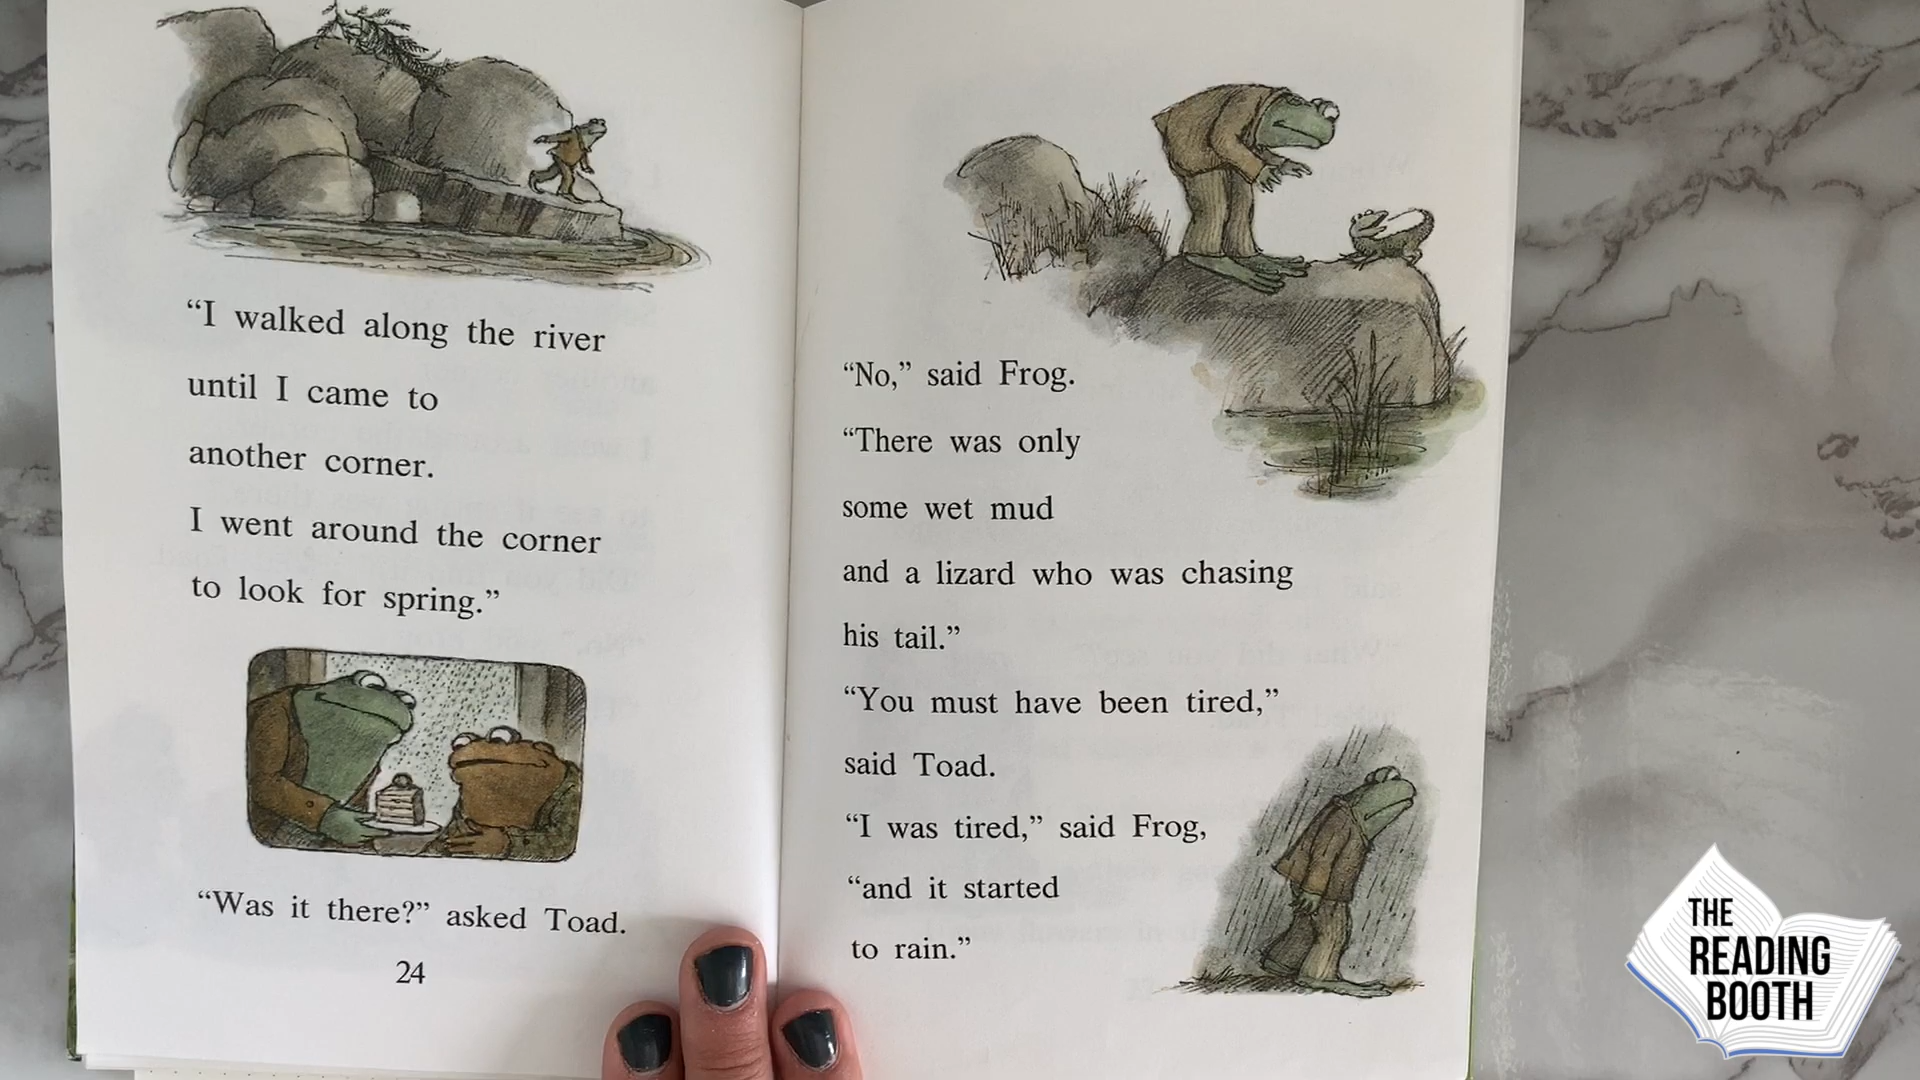 “I walked along the river
until I came to
another corner.
I went around the corner
to look for spring.”
“Was it there?” asked Toad.
24
“No,” said Frog.
“There was only
some wet mud
and a lizard who was chasing
his tail.”
“You must have been tired,”
said Toad.
“I was tired,” said Frog,
“and it started
to rain.”
THE
READING
BOOTH